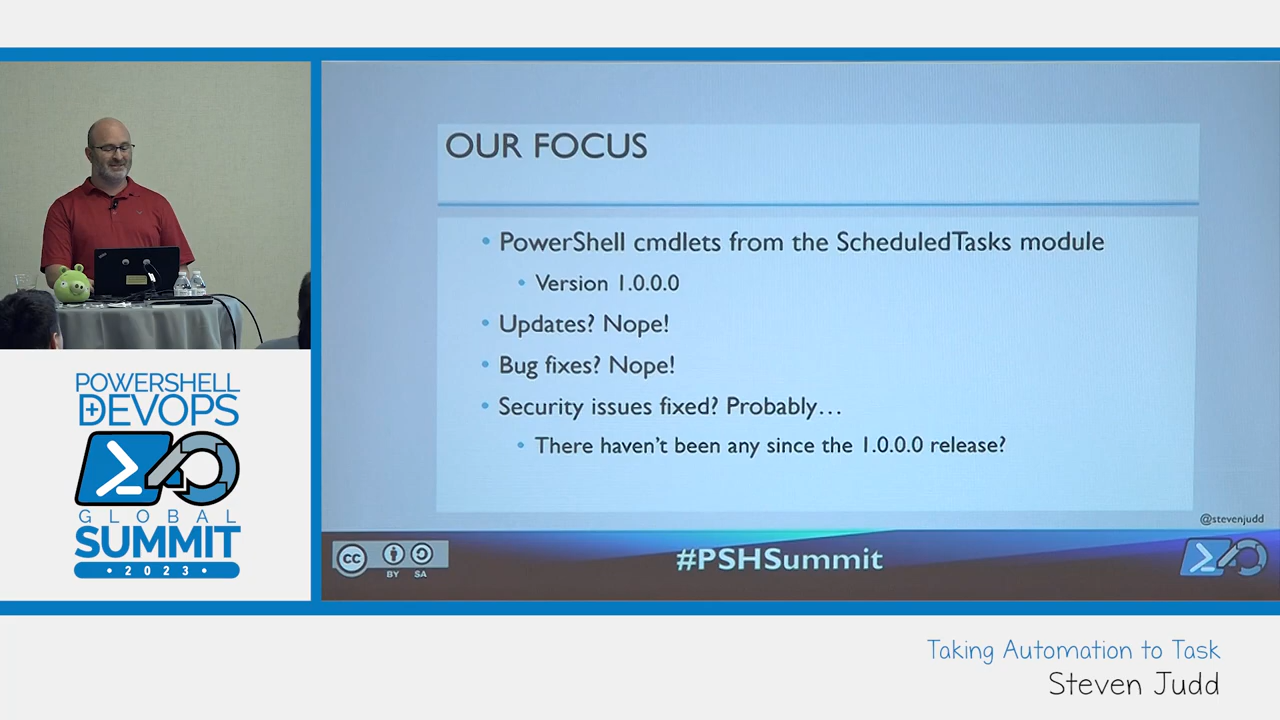 OUR FOCUS
PowerShell cmdlets from the ScheduledTasks module
Version 1.0.0.0
Updates? Nope!
Bug fixes? Nope!
Security issues fixed? Probably…
There haven't been any since the 1.0.0.0 release?
@stevenjudd
cc
BY SA
#PSHSummit
POWERSHELL
+DEVOPS
GLOBAL
SUMMIT
•2023•
Taking Automation to Task
Steven Judd